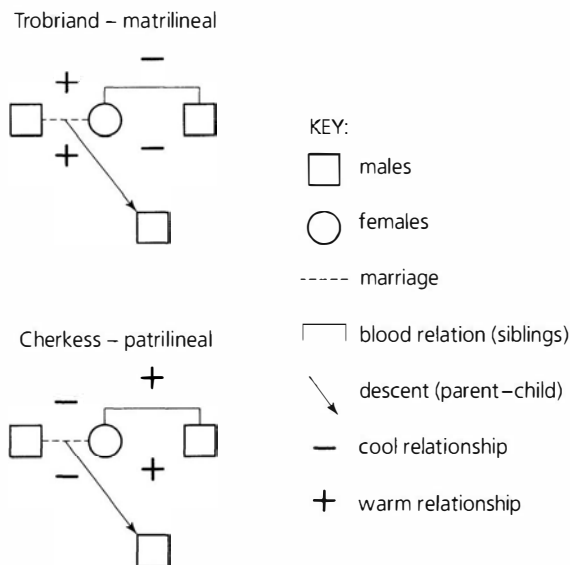 Trobriand – matrilineal
+
–
+
–
Cherkess – patrilineal
–
+
–
+
KEY:
males
females
marriage
blood relation (siblings)
descent (parent–child)
– cool relationship
+ warm relationship